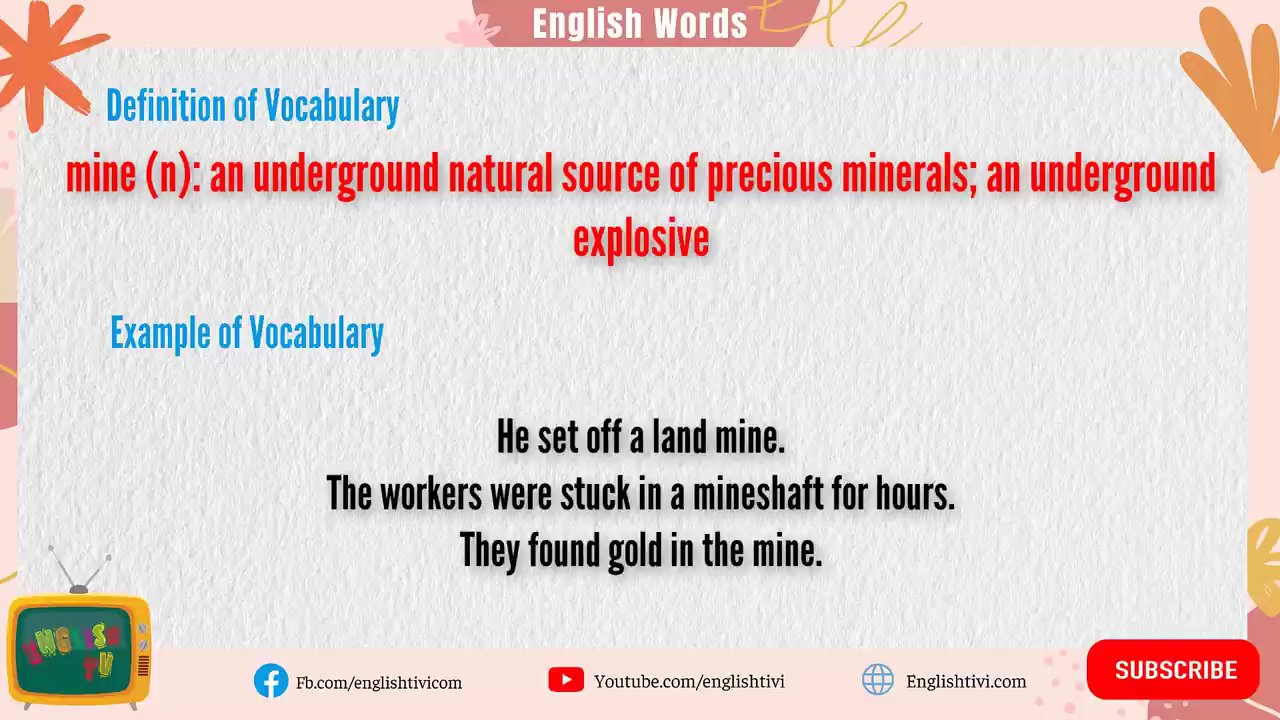 English Words
Definition of Vocabulary
mine (n): an underground natural source of precious minerals; an underground
explosive
Example of Vocabulary
He set off a land mine.
The workers were stuck in a mineshaft for hours.
They found gold in the mine.
ENGLISH
TV
Fb.com/englishtivicom
Youtube.com/englishtivi
Englishtivi.com
SUBSCRIBE